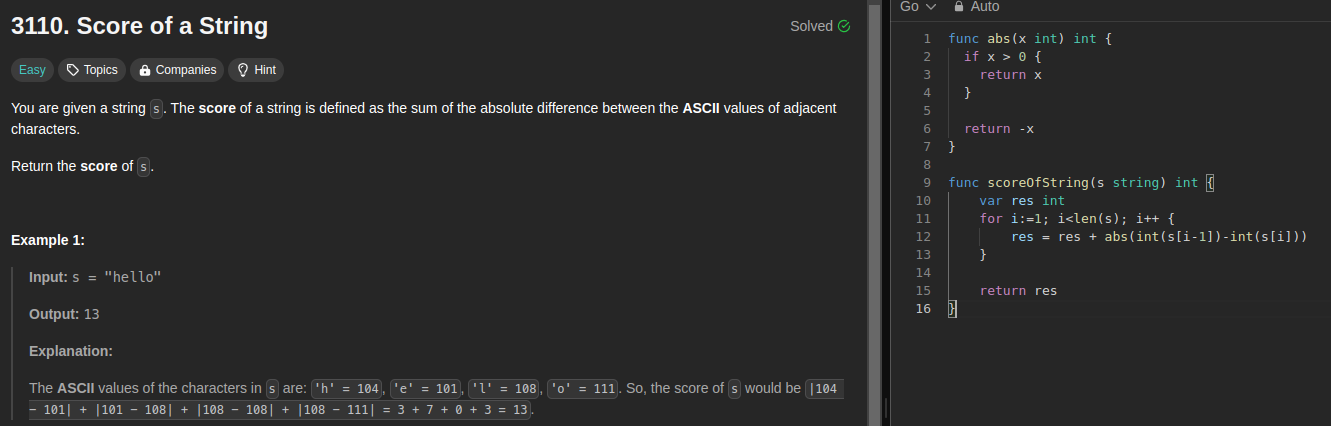 3110. Score of a String
Solved
Easy Topics Companies Hint
You are given a string s. The score of a string is defined as the sum of the absolute difference between the ASCII values of adjacent
characters.
Return the score of s.
Example 1:
Input: s = "hello"
Output: 13
Explanation:
The ASCII values of the characters in s are: 'h' = 104, 'e' = 101, 'l' = 108, 'o' = 111. So, the score of s would be |104
− 101| + |101 − 108| + |108 − 108| + |108 − 111| = 3 + 7 + 0 + 3 = 13.
Go Auto
1 func abs(x int) int {
2   if x > 0 {
3     return x
4   }
5
6   return -x
7 }
8
9 func scoreOfString(s string) int {
10     var res int
11     for i:=1; i<len(s); i++ {
12         res = res + abs(int(s[i-1])-int(s[i]))
13     }
14
15     return res
16 }